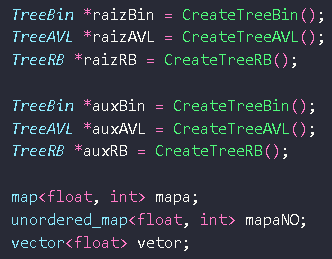 TreeBin *raizBin = CreateTreeBin();
TreeAVL *raizAVL = CreateTreeAVL();
TreeRB *raizRB = CreateTreeRB();
TreeBin *auxBin = CreateTreeBin();
TreeAVL *auxAVL = CreateTreeAVL();
TreeRB *auxRB = CreateTreeRB();
map<float, int> mapa;
unordered_map<float, int> mapaNO;
vector<float> vetor;